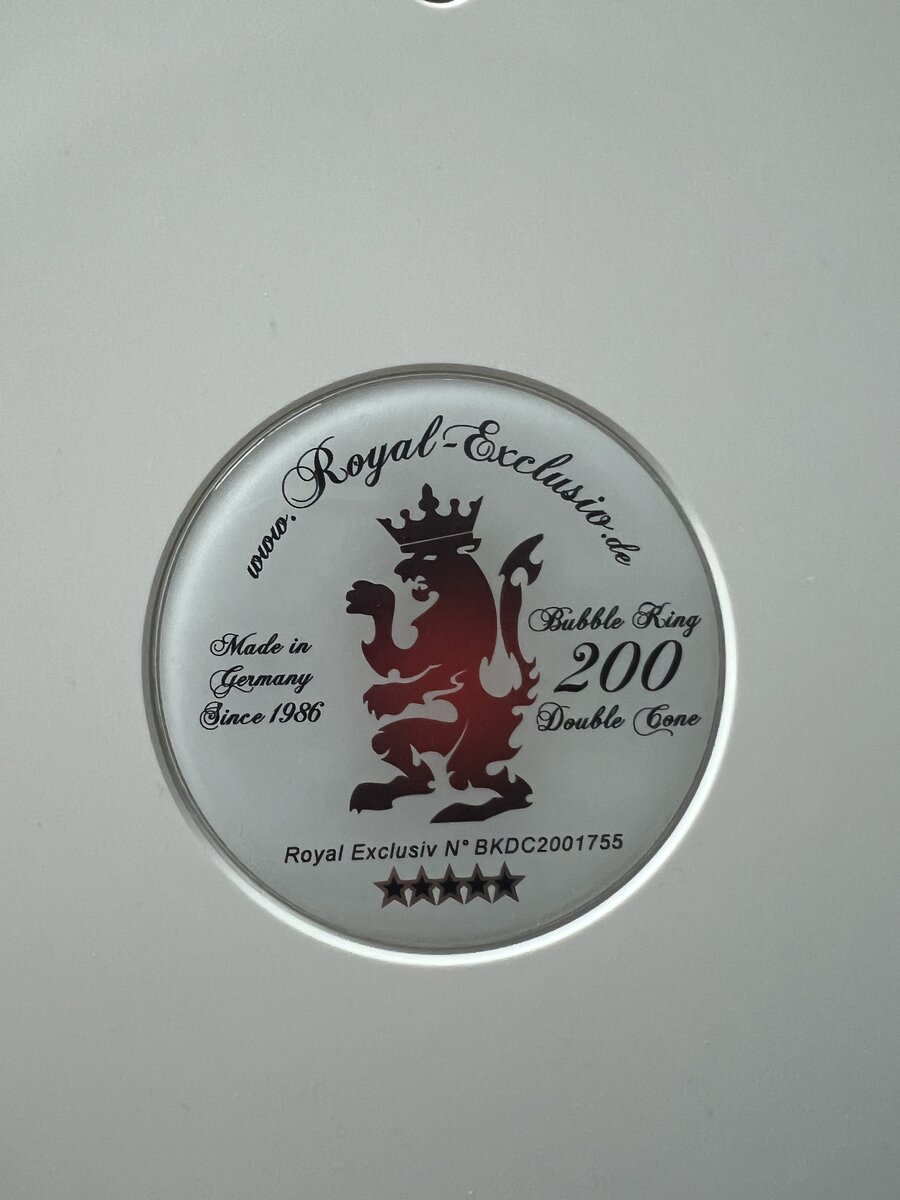 www.Royal-Exclusiv.de
Made in
Germany
Since 1986
Bubble King
200
Double Cone
Royal Exclusiv N° BKDC2001755